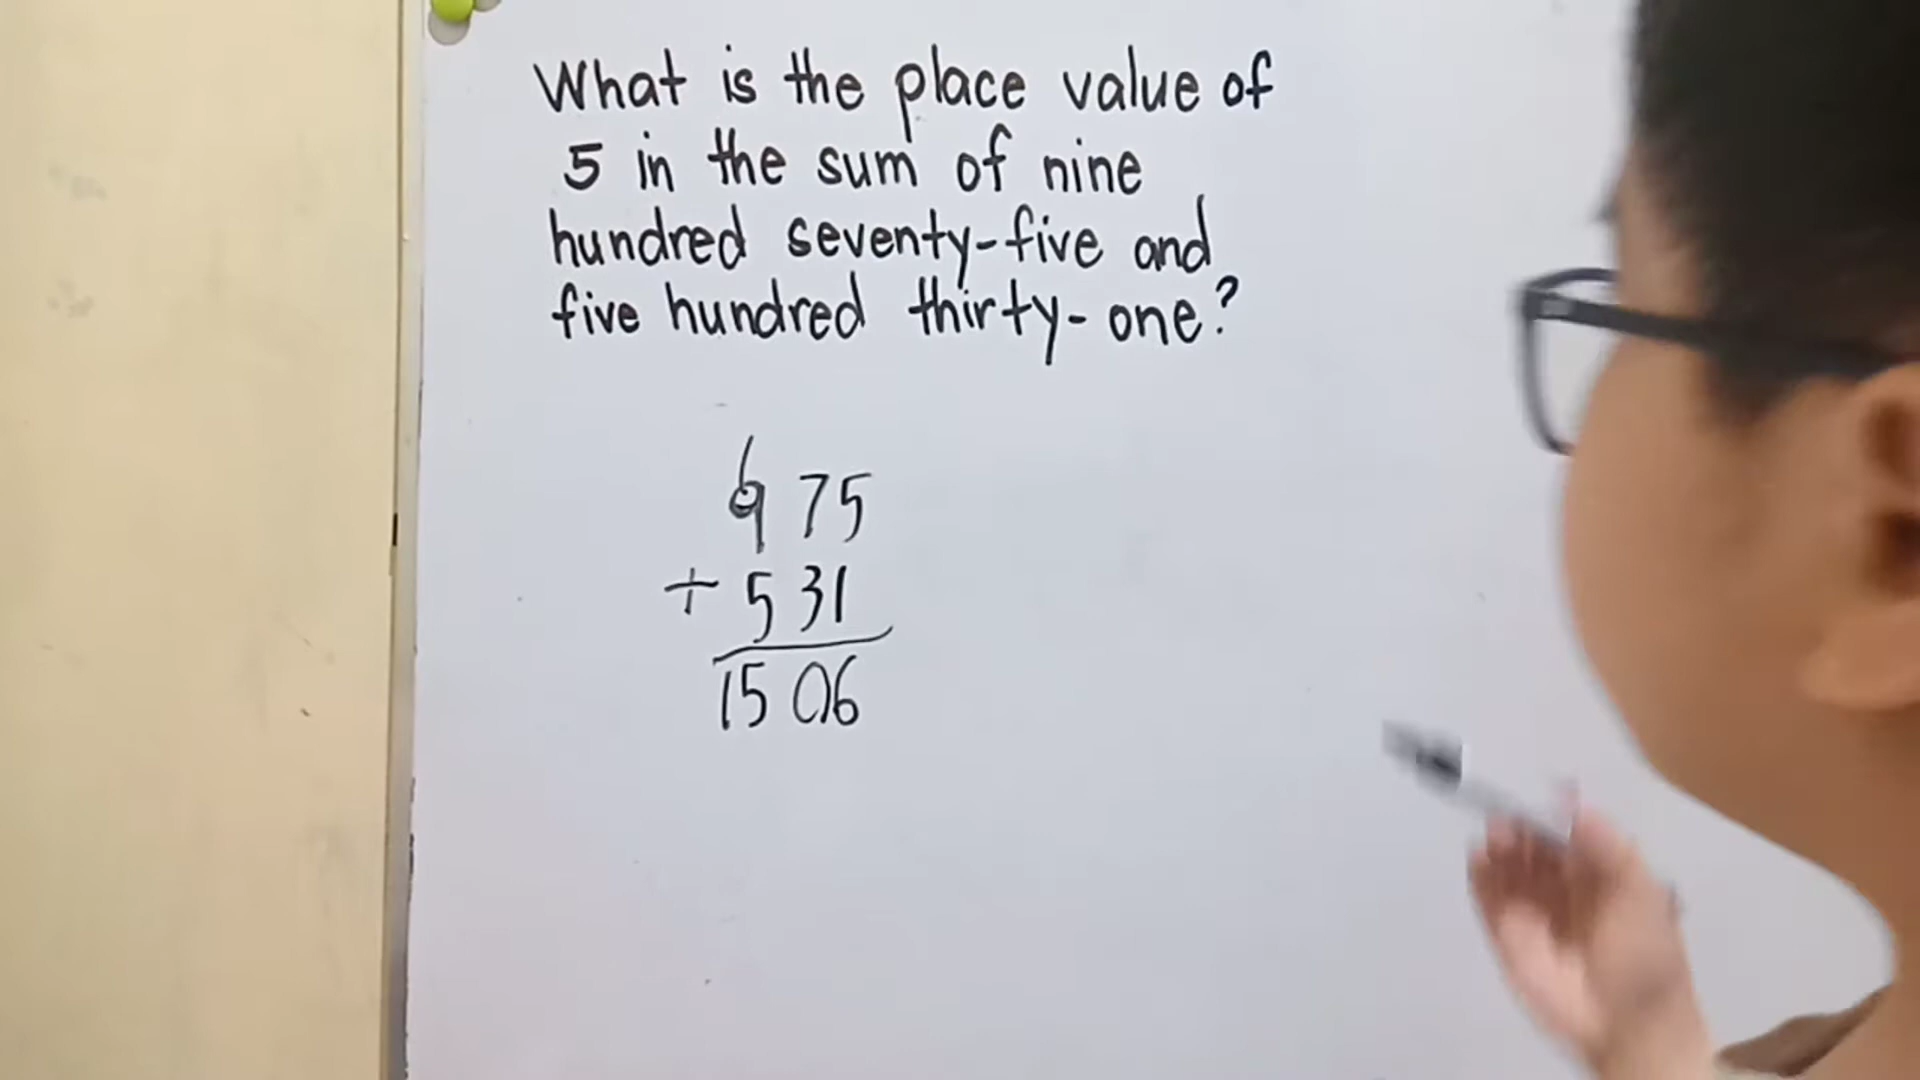 What is the place value of
5 in the sum of nine
hundred seventy-five and
five hundred thirty-one?
975
+ 531
1506